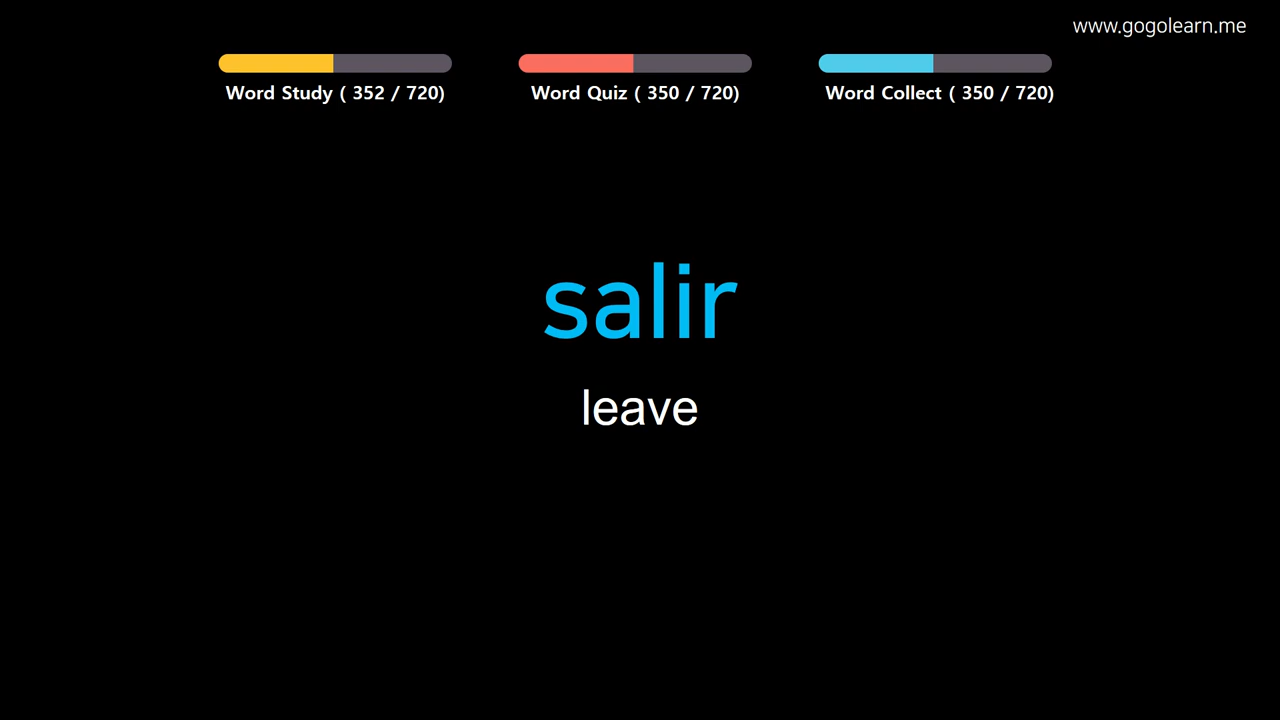 www.gogolearn.me
Word Study ( 352 / 720)
Word Quiz ( 350 / 720)
Word Collect ( 350 / 720)
salir
leave